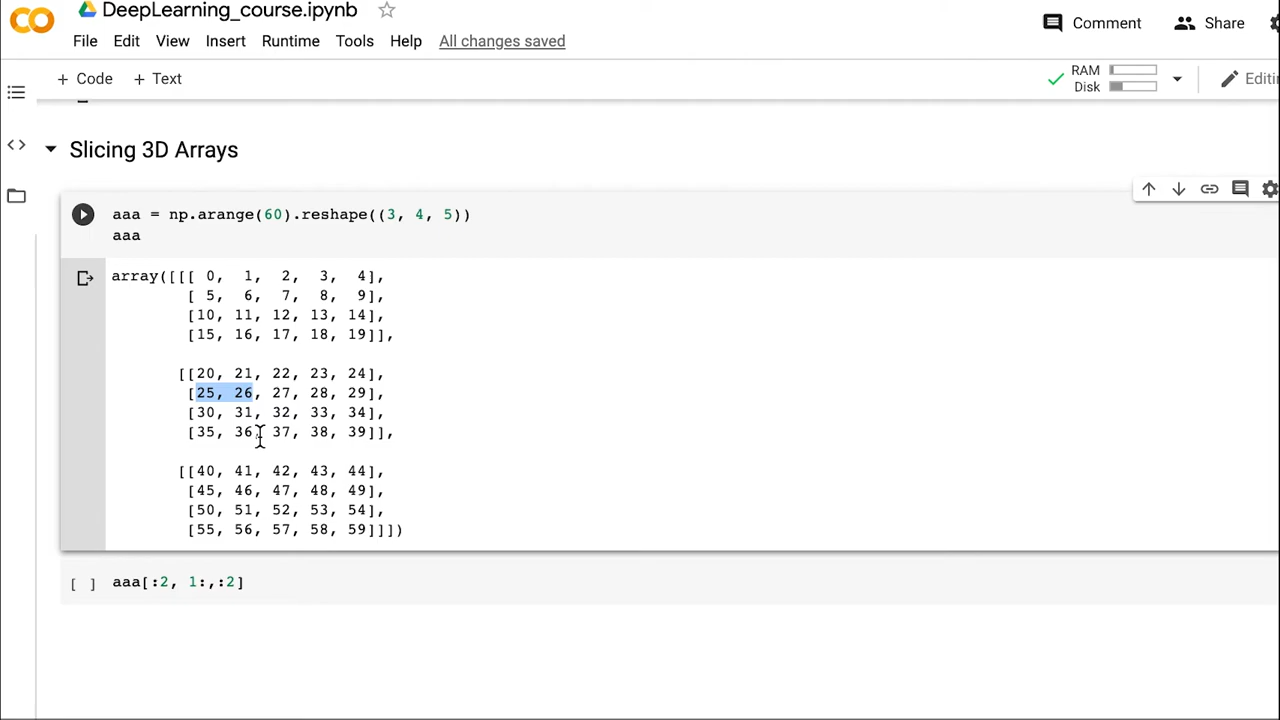 DeepLearning_course.ipynb
File Edit View Insert Runtime Tools Help All changes saved
Comment Share
+ Code + Text
RAM
Disk
Slicing 3D Arrays
aaa = np.arange(60).reshape((3, 4, 5))
aaa
array([[[ 0, 1, 2, 3, 4],
[ 5, 6, 7, 8, 9],
[10, 11, 12, 13, 14],
[15, 16, 17, 18, 19]],
[[20, 21, 22, 23, 24],
[25, 26, 27, 28, 29],
[30, 31, 32, 33, 34],
[35, 36, 37, 38, 39]],
[[40, 41, 42, 43, 44],
[45, 46, 47, 48, 49],
[50, 51, 52, 53, 54],
[55, 56, 57, 58, 59]]])
[ ] aaa[:2, 1:,:2]